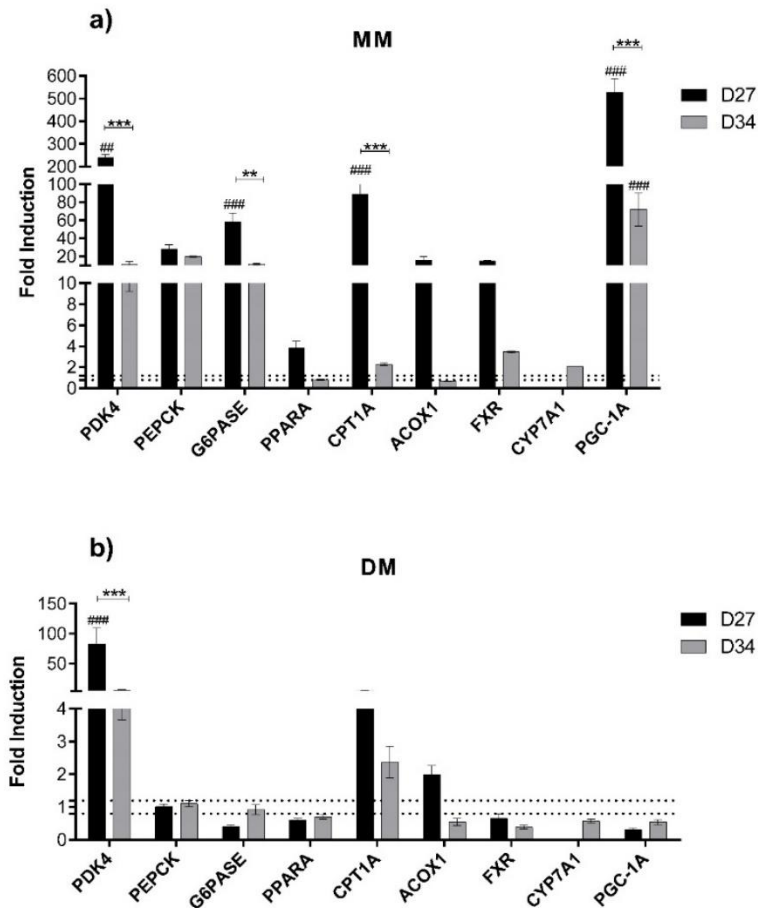 a)
MM
***
###
***
600
500
400
300
200
##
***
###
**
###
###
100
80
60
40
20
10
8
6
4
2
0
Fold Induction
D27
D34
PDK4
PEPCK
G6PASE
PPARA
CPT1A
ACOX1
FXR
CYP7A1
PGC-1A
b)
DM
***
###
150
100
50
4
3
2
1
0
Fold Induction
D27
D34
PDK4
PEPCK
G6PASE
PPARA
CPT1A
ACOX1
FXR
CYP7A1
PGC-1A